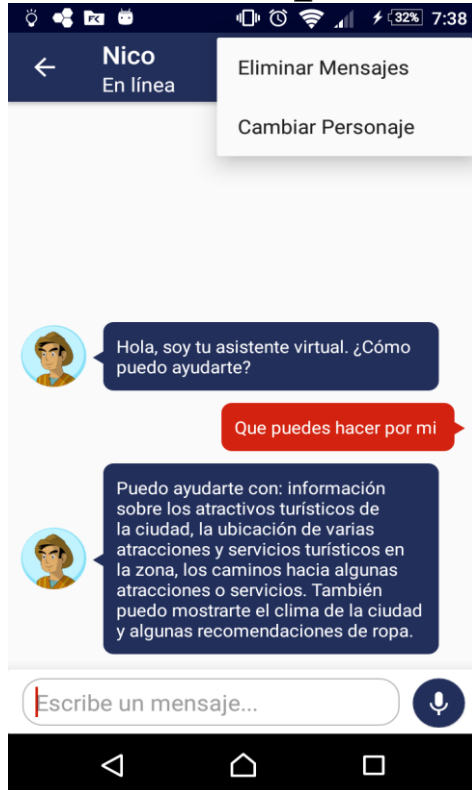 32% 7:38
Nico
En línea
Eliminar Mensajes
Cambiar Personaje
Hola, soy tu asistente virtual. ¿Cómo
puedo ayudarte?
Que puedes hacer por mi
Puedo ayudarte con: información
sobre los atractivos turísticos de
la ciudad, la ubicación de varias
atracciones y servicios turísticos en
la zona, los caminos hacia algunas
atracciones o servicios. También
puedo mostrarte el clima de la ciudad
y algunas recomendaciones de ropa.
Escribe un mensaje...